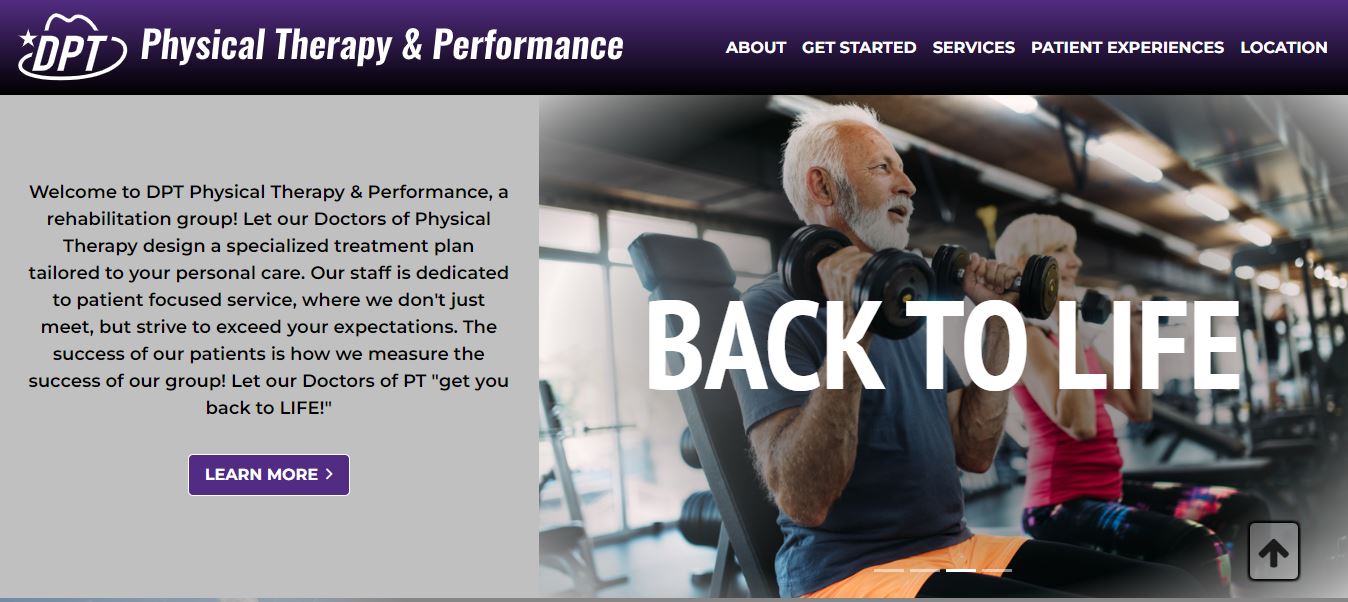 DPT Physical Therapy & Performance
ABOUT GET STARTED SERVICES PATIENT EXPERIENCES LOCATION
Welcome to DPT Physical Therapy & Performance, a
rehabilitation group! Let our Doctors of Physical
Therapy design a specialized treatment plan
tailored to your personal care. Our staff is dedicated
to patient focused service, where we don't just
meet, but strive to exceed your expectations. The
success of our patients is how we measure the
success of our group! Let our Doctors of PT "get you
back to LIFE!"
LEARN MORE >
BACK TO LIFE